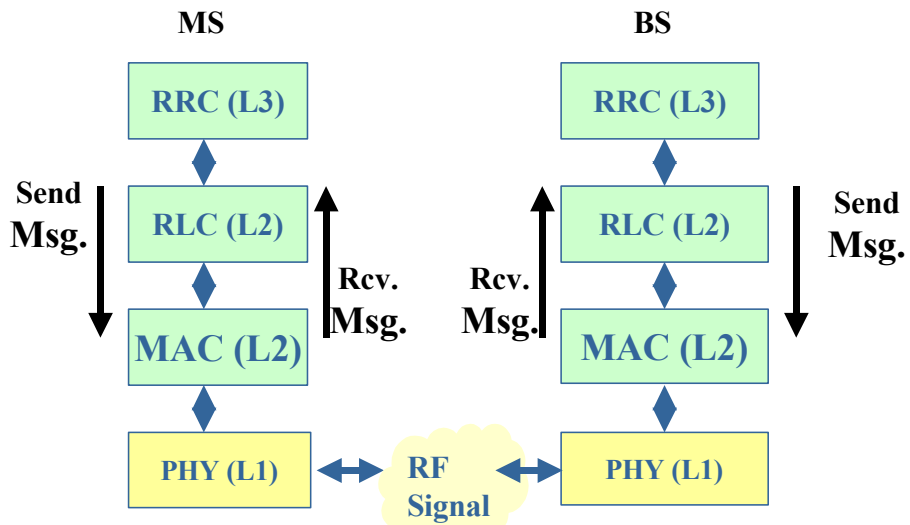 MS
BS
RRC (L3)
RRC (L3)
Send
Msg.
RLC (L2)
Rcv.
Msg.
Rcv.
Msg.
RLC (L2)
Send
Msg.
MAC (L2)
MAC (L2)
PHY (L1)
RF
Signal
PHY (L1)